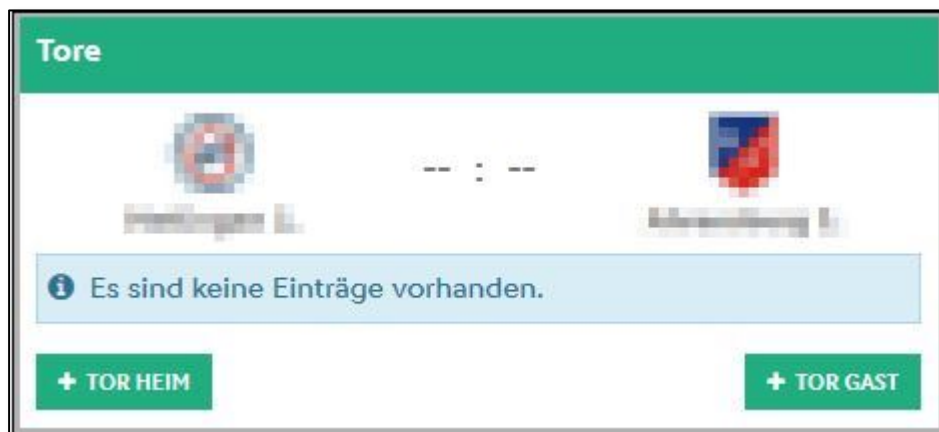 Tore
-- : --
Es sind keine Einträge vorhanden.
+ TOR HEIM
+ TOR GAST